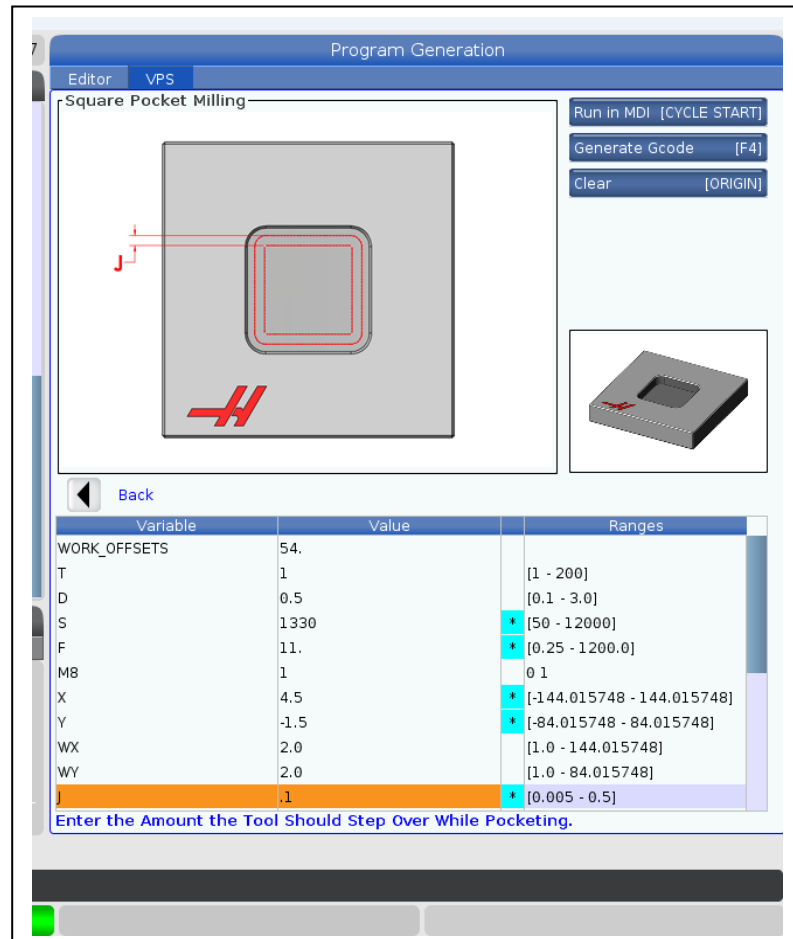 7
Program Generation
Editor VPS
Square Pocket Milling
Run in MDI [CYCLE START]
Generate Gcode [F4]
Clear [ORIGIN]
J
Back
Variable Value Ranges
WORK_OFFSETS 54.
T 1 [1 - 200]
D 0.5 [0.1 - 3.0]
S 1330 * [50 - 12000]
F 11. * [0.25 - 1200.0]
M8 1 0 1
X 4.5 * [-144.015748 - 144.015748]
Y -1.5 * [-84.015748 - 84.015748]
WX 2.0 [1.0 - 144.015748]
WY 2.0 [1.0 - 84.015748]
J .1 * [0.005 - 0.5]
Enter the Amount the Tool Should Step Over While Pocketing.